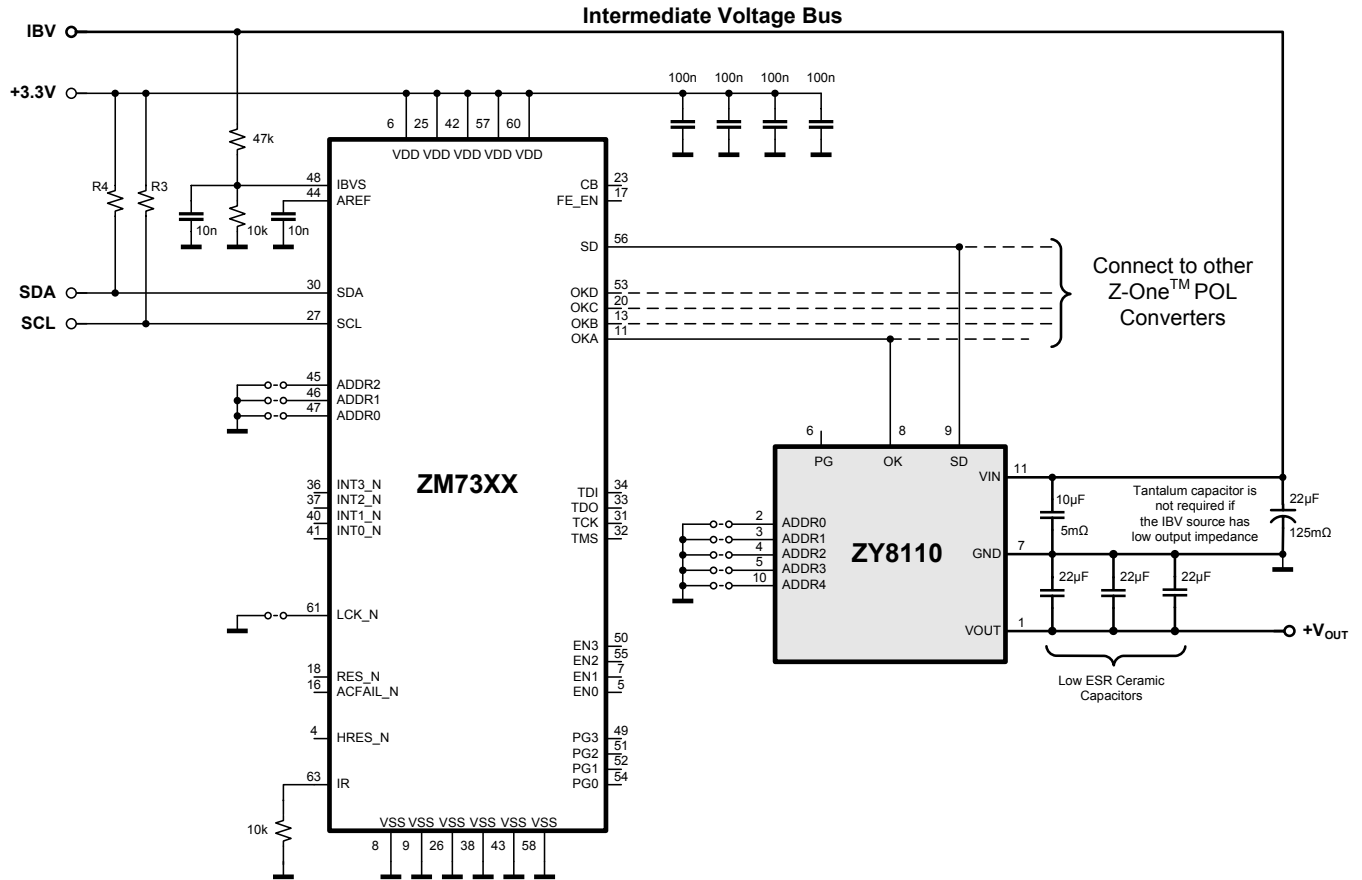 Intermediate Voltage Bus
IBV
+3.3V
100n 100n 100n 100n
6 25 42 57 60
47k
VDD VDD VDD VDD VDD
R4 R3
48 IBVS
44 AREF
10n 10k 10n
CB 23
FE_EN 17
SD 56
SDA 30 SDA
SCL 27 SCL
OKD 53
OKC 20
OKB 13
OKA 11
Connect to other
Z-One™ POL
Converters
45 ADDR2
46 ADDR1
47 ADDR0
ZM73XX
36 INT3_N
37 INT2_N
40 INT1_N
41 INT0_N
TDI 34
TDO 33
TCK 31
TMS 32
61 LCK_N
EN3 50
EN2 55
EN1 7
EN0 5
18 RES_N
16 ACFAIL_N
4 HRES_N
PG3 49
PG2 51
PG1 52
PG0 54
63 IR
10k
VSS VSS VSS VSS VSS VSS
8 9 26 38 43 58
6 8 9
PG OK SD
VIN 11
2 ADDR0
3 ADDR1
4 ADDR2
5 ADDR3
10 ADDR4
ZY8110
GND 7
VOUT 1
10µF
5mΩ
Tantalum capacitor is
not required if
the IBV source has
low output impedance
22µF
125mΩ
22µF 22µF 22µF
+VOUT
Low ESR Ceramic
Capacitors